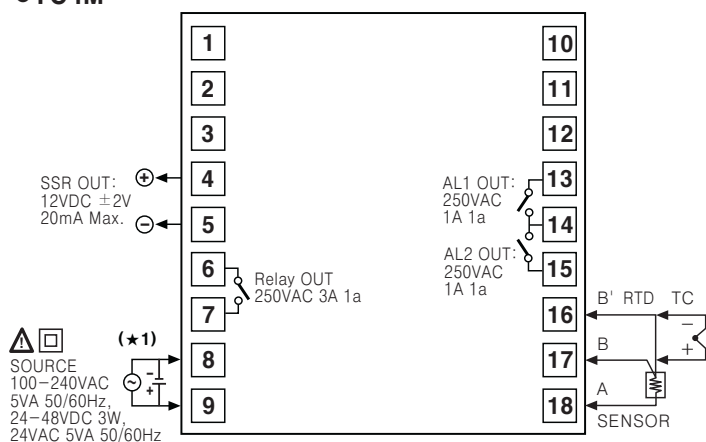 1
2
3
4
5
6
7
8
9
10
11
12
13
14
15
16
17
18
SSR OUT:
12VDC ±2V
20mA Max.
+
−
Relay OUT
250VAC 3A 1a
(★1)
SOURCE
100−240VAC
5VA 50/60Hz,
24−48VDC 3W,
24VAC 5VA 50/60Hz
−
+
AL1 OUT:
250VAC
1A 1a
AL2 OUT:
250VAC
1A 1a
B' RTD TC
B
A
−
+
SENSOR